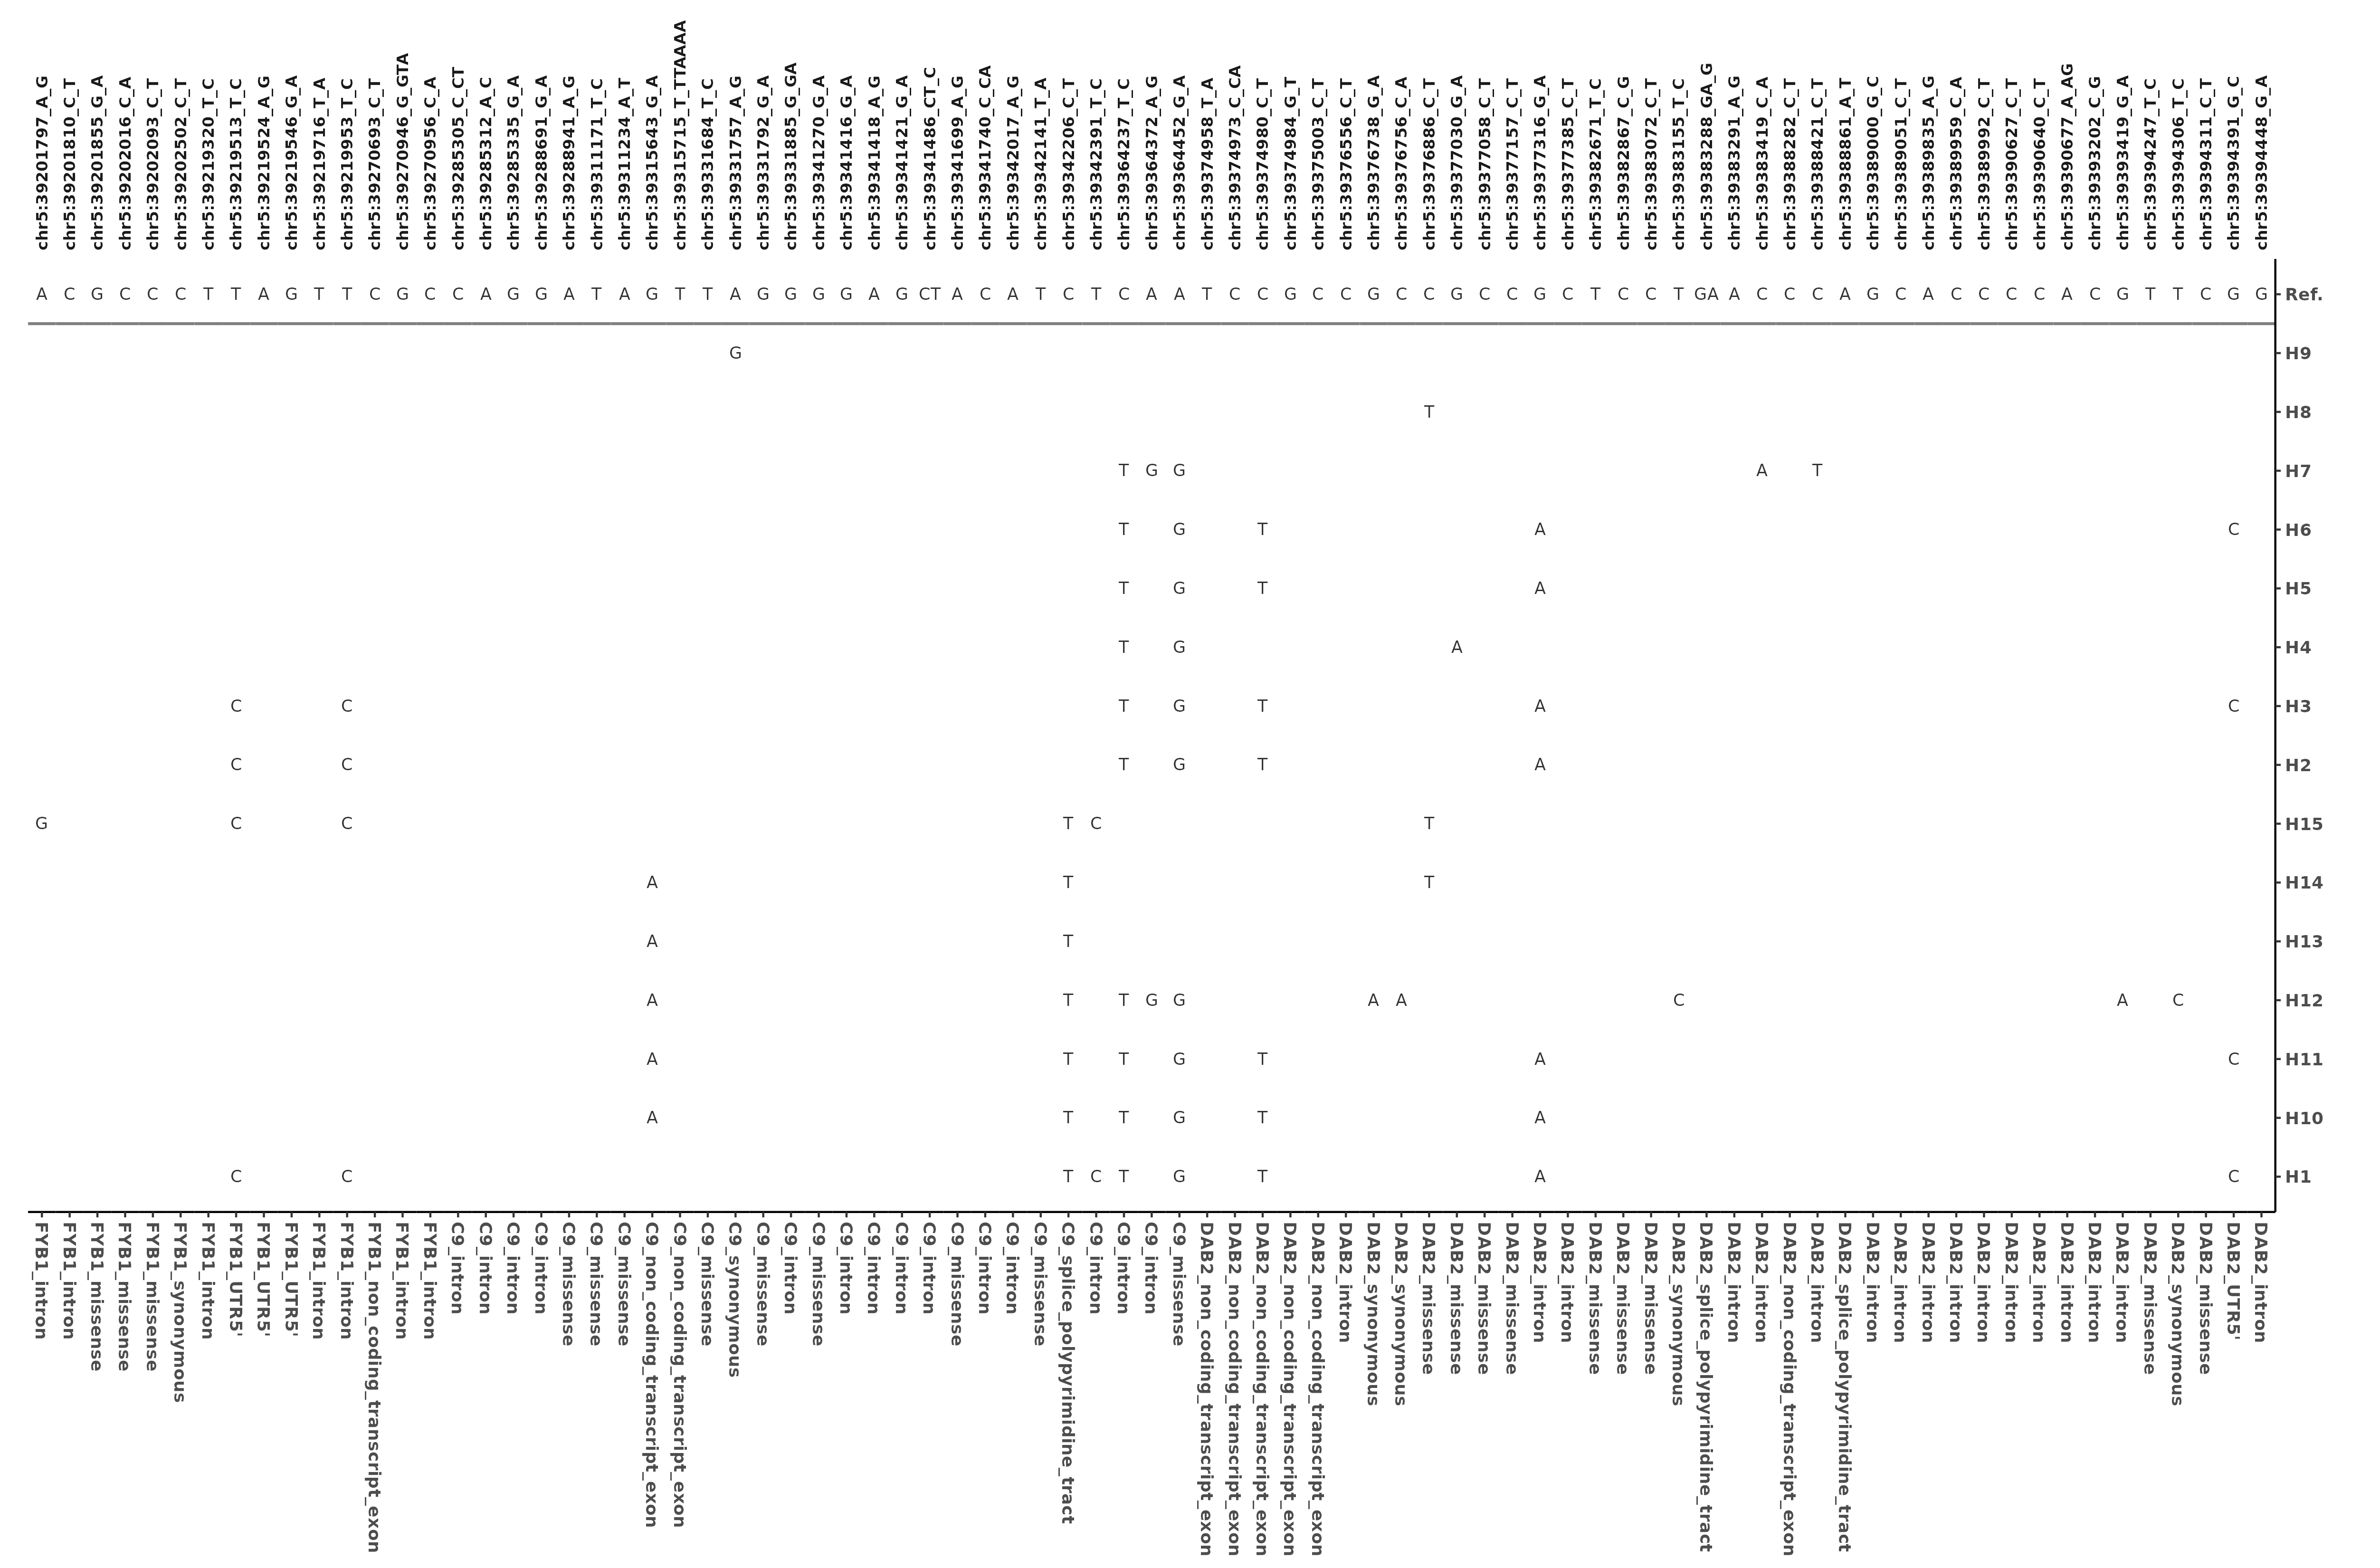 chr5:39201797_A_G
chr5:39201810_C_T
chr5:39201855_G_A
chr5:39202016_C_A
chr5:39202093_C_T
chr5:39202502_C_T
chr5:39219320_T_C
chr5:39219513_T_C
chr5:39219524_A_G
chr5:39219546_G_A
chr5:39219716_T_A
chr5:39219953_T_C
chr5:39270693_C_T
chr5:39270946_G_GTA
chr5:39270956_C_A
chr5:39285305_C_CT
chr5:39285312_A_C
chr5:39285335_G_A
chr5:39288691_G_A
chr5:39288941_A_G
chr5:39311171_T_C
chr5:39311234_A_T
chr5:39315643_G_A
chr5:39315715_T_TTAAAA
chr5:39331684_T_C
chr5:39331757_A_G
chr5:39331792_G_A
chr5:39331885_G_GA
chr5:39341270_G_A
chr5:39341416_G_A
chr5:39341418_A_G
chr5:39341421_G_A
chr5:39341486_CT_C
chr5:39341699_A_G
chr5:39341740_C_CA
chr5:39342017_A_G
chr5:39342141_T_A
chr5:39342206_C_T
chr5:39342391_T_C
chr5:39364237_T_C
chr5:39364372_A_G
chr5:39364452_G_A
chr5:39374958_T_A
chr5:39374973_C_CA
chr5:39374980_C_T
chr5:39374984_G_T
chr5:39375003_C_T
chr5:39376556_C_T
chr5:39376738_G_A
chr5:39376756_C_A
chr5:39376886_C_T
chr5:39377030_G_A
chr5:39377058_C_T
chr5:39377157_C_T
chr5:39377316_G_A
chr5:39377385_C_T
chr5:39382671_T_C
chr5:39382867_C_G
chr5:39383072_C_T
chr5:39383155_T_C
chr5:39383288_GA_G
chr5:39383291_A_G
chr5:39383419_C_A
chr5:39388282_C_T
chr5:39388421_C_T
chr5:39388861_A_T
chr5:39389000_G_C
chr5:39389051_C_T
chr5:39389835_A_G
chr5:39389959_C_A
chr5:39389992_C_T
chr5:39390627_C_T
chr5:39390640_C_T
chr5:39390677_A_AG
chr5:39393202_C_G
chr5:39393419_G_A
chr5:39394247_T_C
chr5:39394306_T_C
chr5:39394311_C_T
chr5:39394391_G_C
chr5:39394448_G_A
A C G C C C T T A G T T C G C C A G G A T A G T T A G G G G A G CT A C A T C T C A A T C C G C C G C C G C C G C T C C T GA A C C C A G C A C C C C A C G T T C G G Ref.
G H9
T H8
T G G A T H7
T G T A C H6
T G T A H5
T G A H4
C C T G T A C H3
C C T G T A H2
G C C T C T H15
A T T H14
A T H13
A T T G G A A C A C H12
A T T G T A C H11
A T T G T A H10
C C T C T G T A C H1
FYB1_intron
FYB1_intron
FYB1_missense
FYB1_missense
FYB1_missense
FYB1_synonymous
FYB1_intron
FYB1_UTR5'
FYB1_UTR5'
FYB1_UTR5'
FYB1_intron
FYB1_intron
FYB1_non_coding_transcript_exon
FYB1_intron
FYB1_intron
C9_intron
C9_intron
C9_intron
C9_intron
C9_missense
C9_missense
C9_missense
C9_non_coding_transcript_exon
C9_non_coding_transcript_exon
C9_missense
C9_synonymous
C9_missense
C9_intron
C9_missense
C9_intron
C9_intron
C9_intron
C9_intron
C9_missense
C9_intron
C9_intron
C9_missense
C9_splice_polypyrimidine_tract
C9_intron
C9_intron
C9_intron
C9_missense
DAB2_non_coding_transcript_exon
DAB2_non_coding_transcript_exon
DAB2_non_coding_transcript_exon
DAB2_non_coding_transcript_exon
DAB2_non_coding_transcript_exon
DAB2_intron
DAB2_synonymous
DAB2_synonymous
DAB2_missense
DAB2_missense
DAB2_missense
DAB2_missense
DAB2_intron
DAB2_intron
DAB2_missense
DAB2_missense
DAB2_missense
DAB2_synonymous
DAB2_splice_polypyrimidine_tract
DAB2_intron
DAB2_intron
DAB2_non_coding_transcript_exon
DAB2_intron
DAB2_splice_polypyrimidine_tract
DAB2_intron
DAB2_intron
DAB2_intron
DAB2_intron
DAB2_intron
DAB2_intron
DAB2_intron
DAB2_intron
DAB2_intron
DAB2_intron
DAB2_missense
DAB2_synonymous
DAB2_missense
DAB2_UTR5'
DAB2_intron